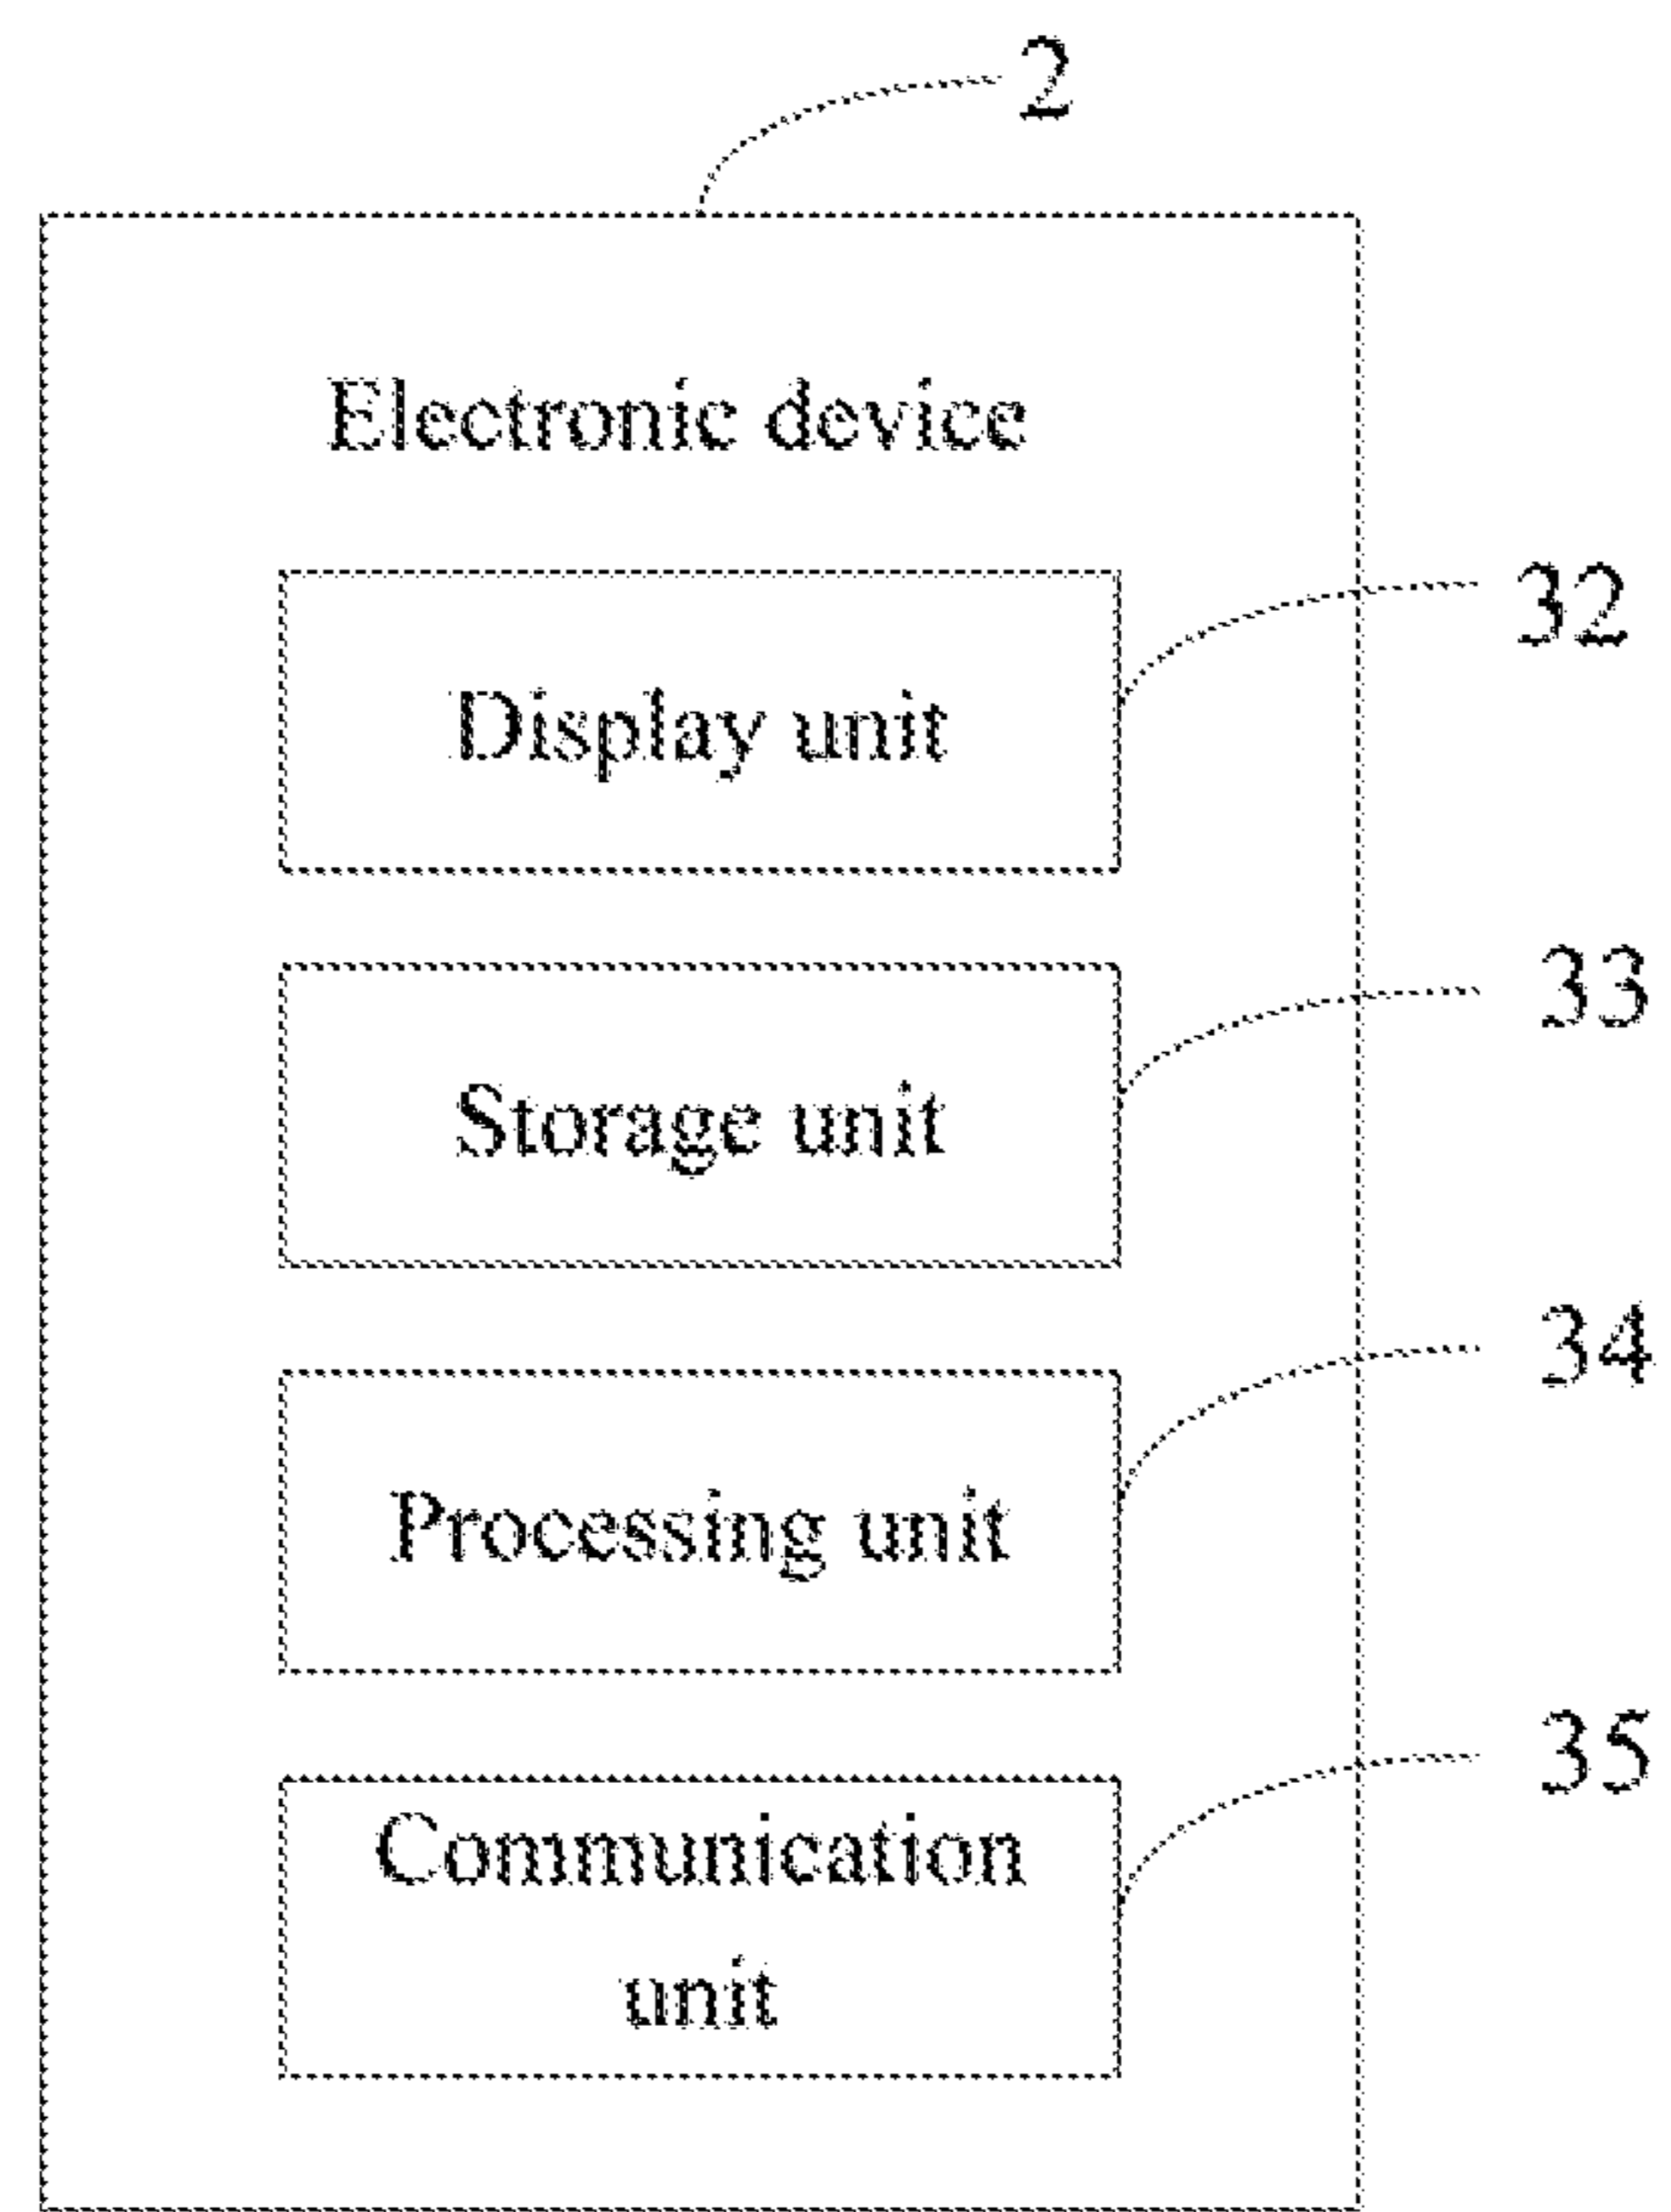 2
Electronic device
32
Display unit
33
Storage unit
34
Processing unit
35
Communication
unit